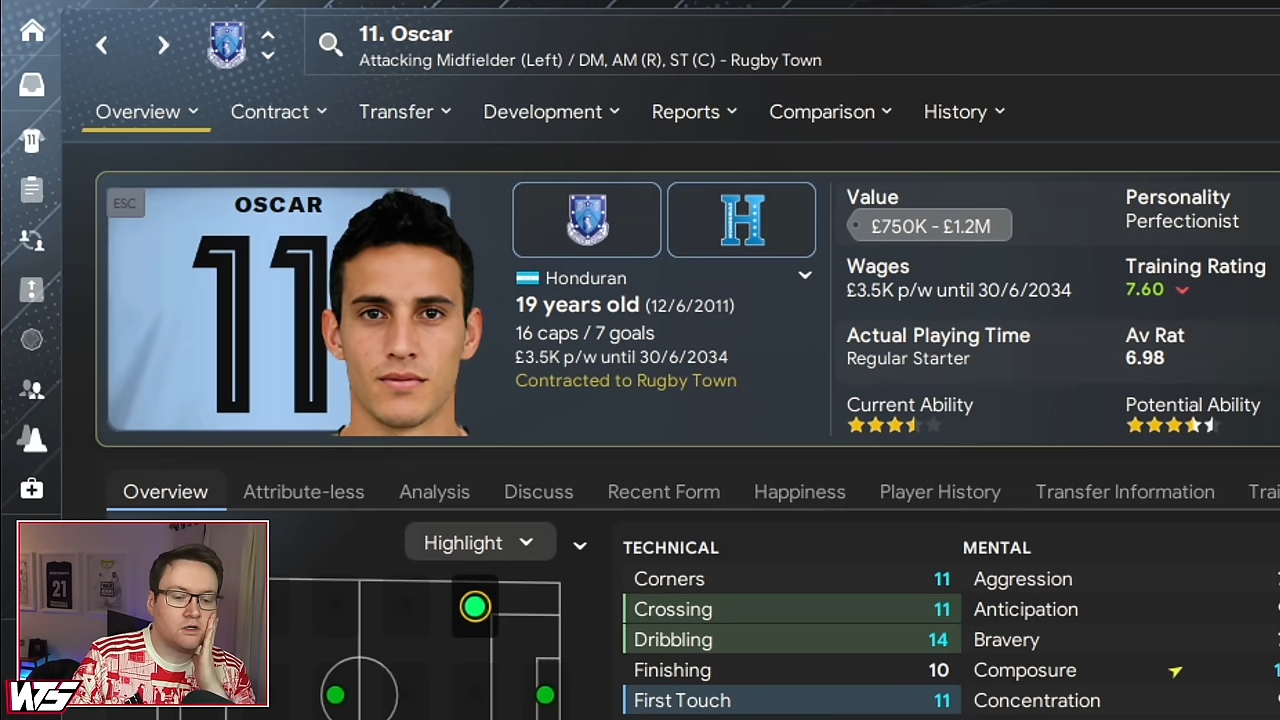 11. Oscar
Attacking Midfielder (Left) / DM, AM (R), ST (C) - Rugby Town
11
Overview Contract Transfer Development Reports Comparison History
ESC
OSCAR
11
H
Honduran
19 years old (12/6/2011)
16 caps / 7 goals
£3.5K p/w until 30/6/2034
Contracted to Rugby Town
Value
£750K - £1.2M
Personality
Perfectionist
Wages
£3.5K p/w until 30/6/2034
Training Rating
7.60
Actual Playing Time
Regular Starter
Av Rat
6.98
Current Ability
Potential Ability
Overview Attribute-less Analysis Discuss Recent Form Happiness Player History Transfer Information Trai
Highlight
TECHNICAL
Corners 11
Crossing 11
Dribbling 14
Finishing 10
First Touch 11
MENTAL
Aggression
Anticipation
Bravery
Composure
Concentration
21
WTS